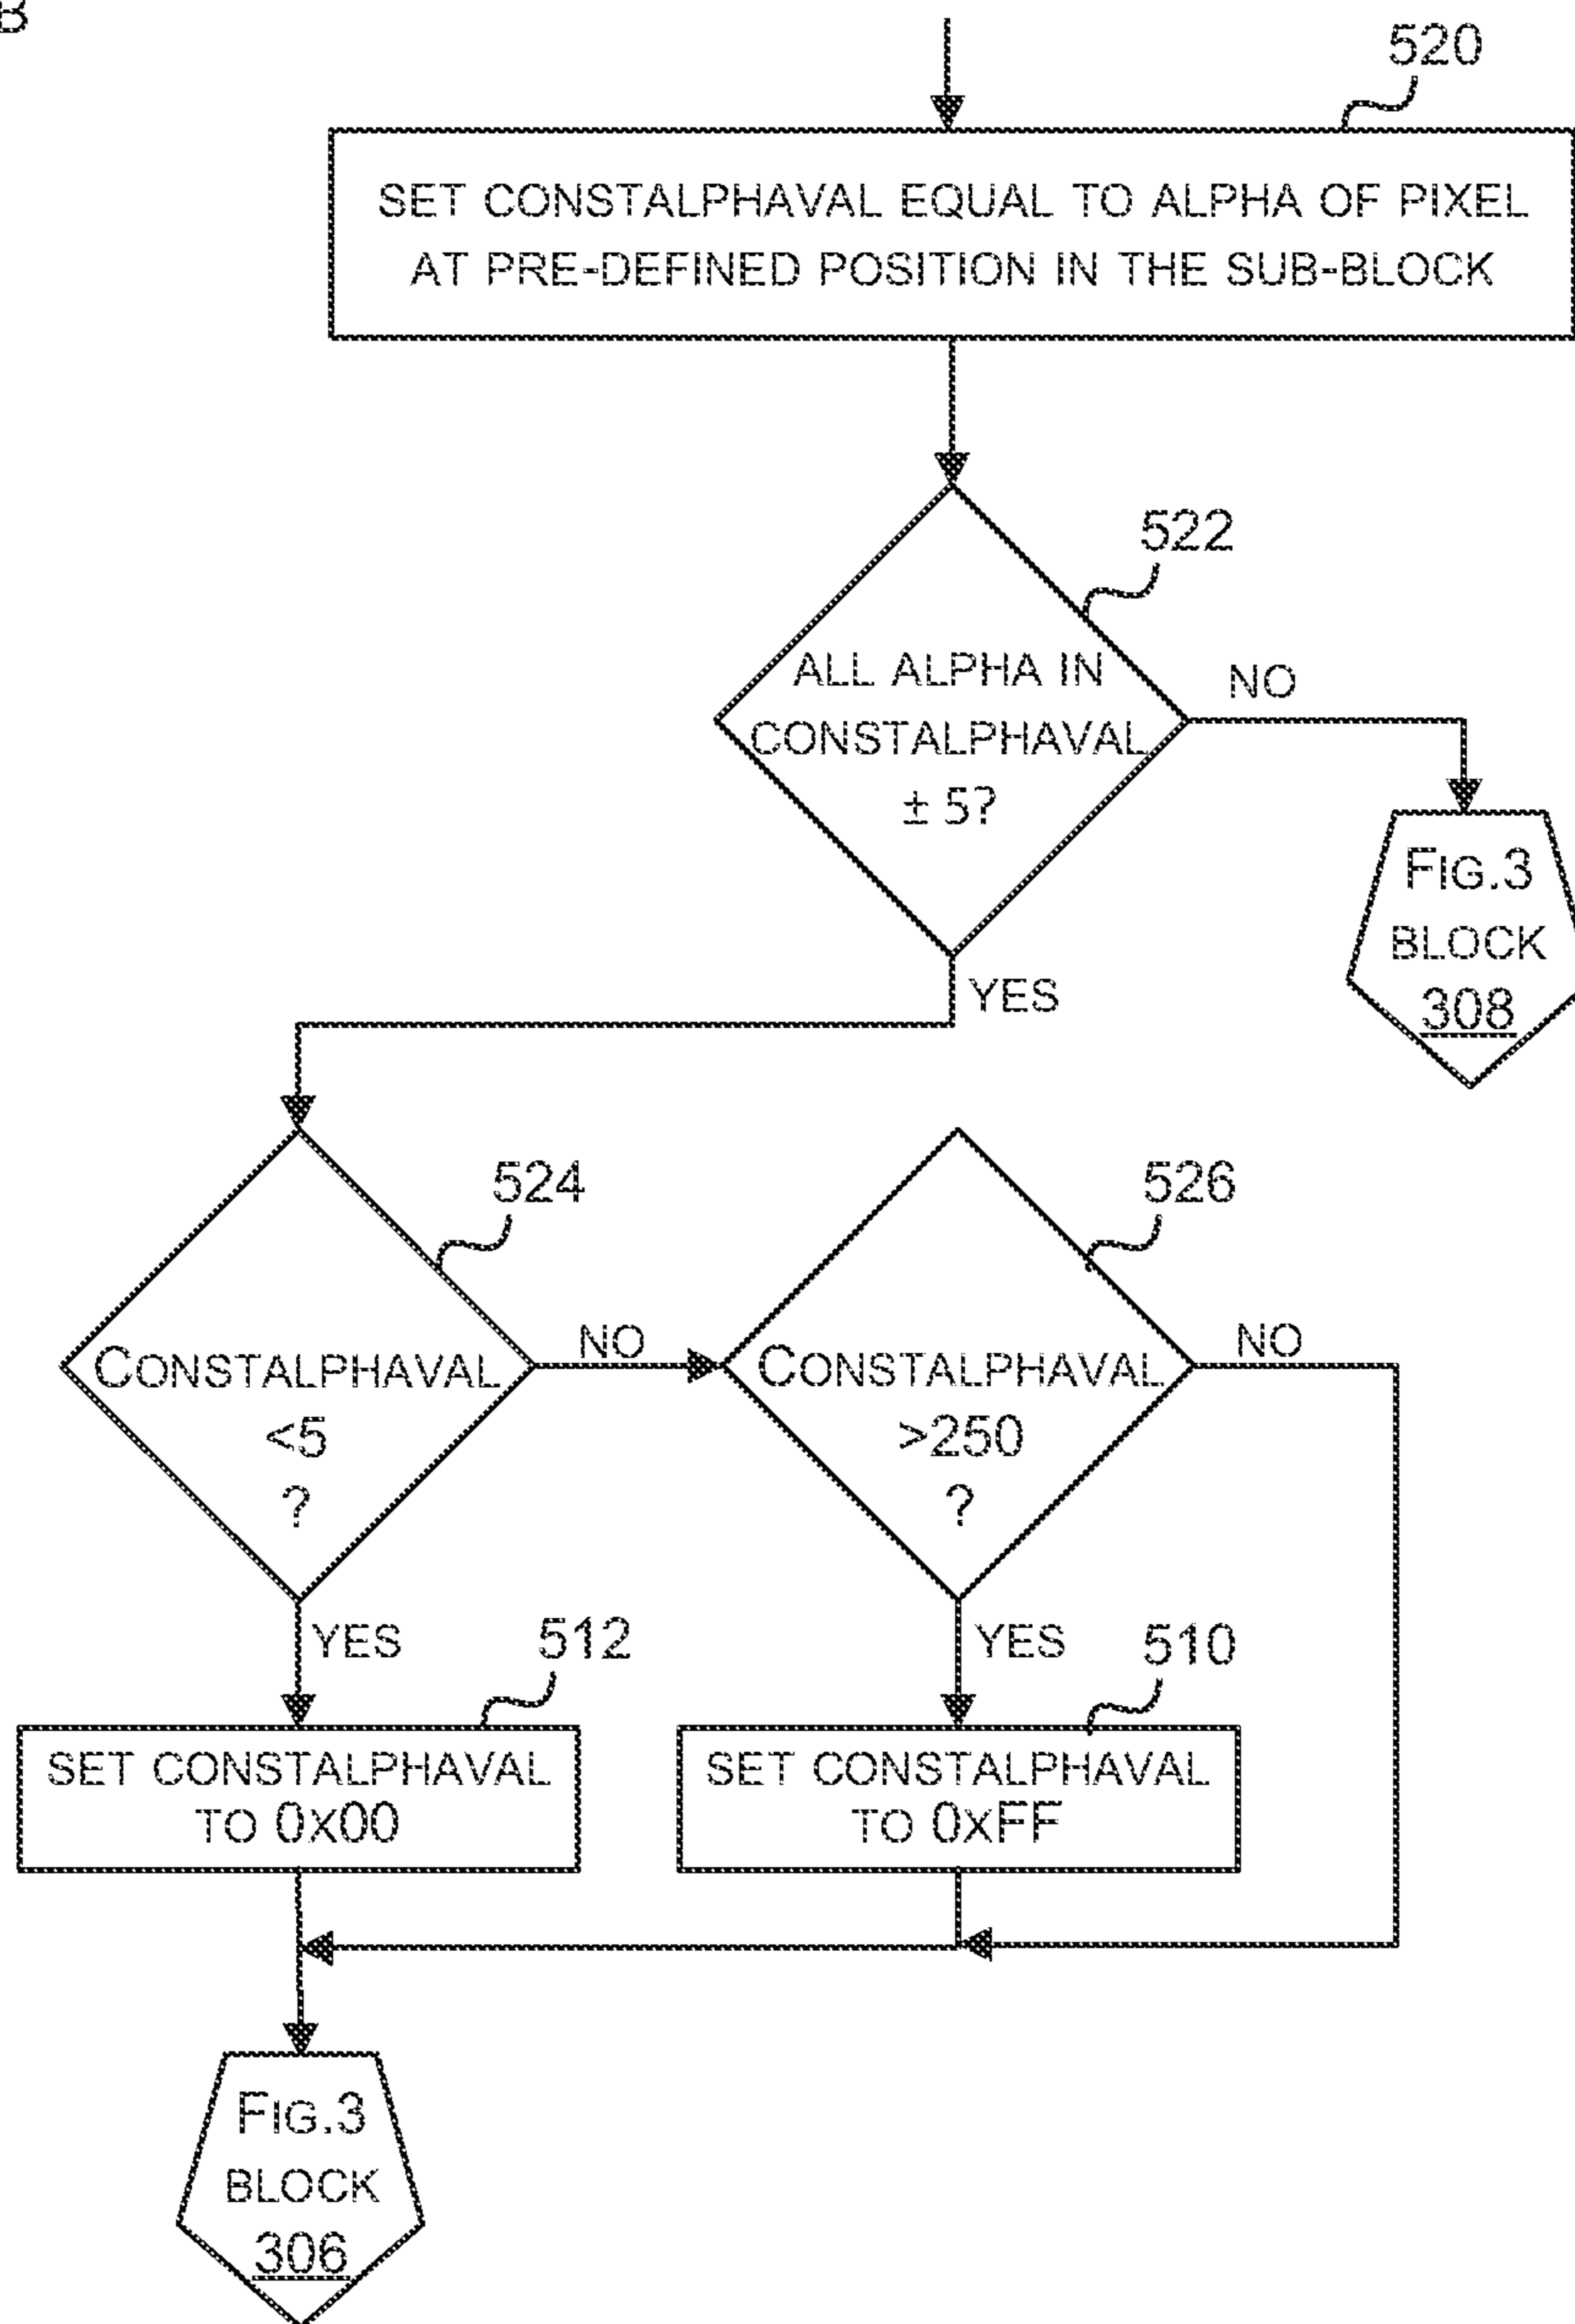 B
520
SET CONSTALPHAVAL EQUAL TO ALPHA OF PIXEL
AT PRE-DEFINED POSITION IN THE SUB-BLOCK
522
ALL ALPHA IN
CONSTALPHAVAL
± 5?
NO
FIG.3
BLOCK
308
YES
524
CONSTALPHAVAL
<5
?
NO
526
CONSTALPHAVAL
>250
?
NO
YES
512
SET CONSTALPHAVAL
TO 0X00
YES
510
SET CONSTALPHAVAL
TO 0XFF
FIG.3
BLOCK
306